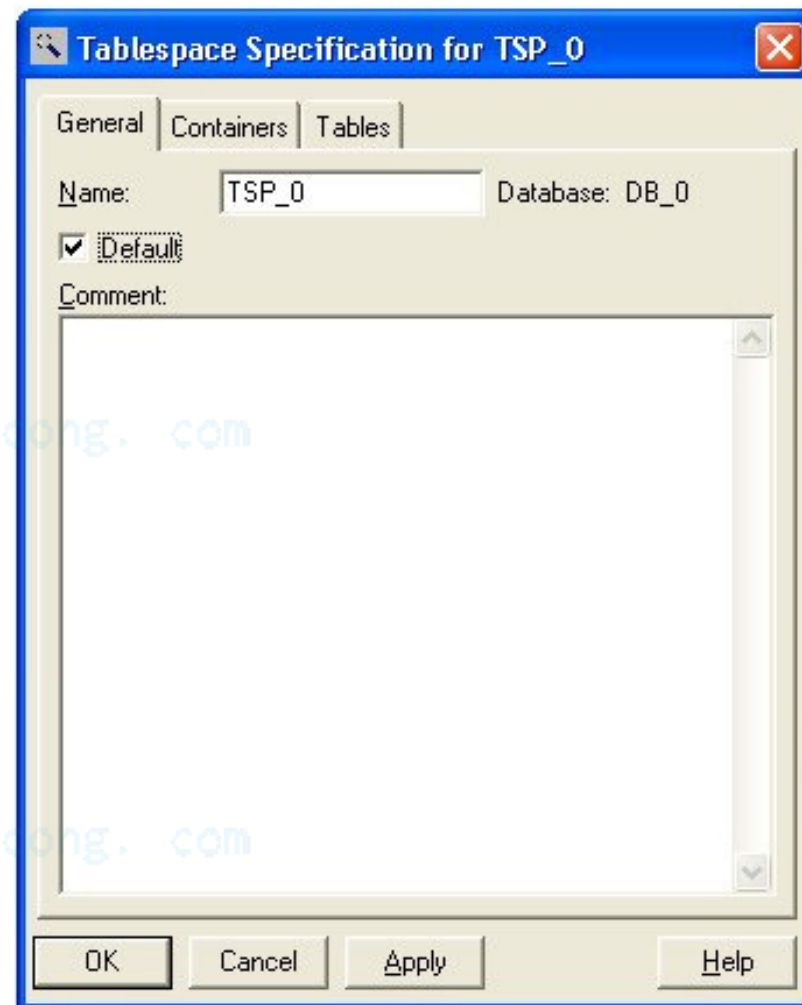 Tablespace Specification for TSP_0
General Containers Tables
Name: TSP_0 Database: DB_0
Default
Comment:
ong. com
ong. com
OK Cancel Apply Help